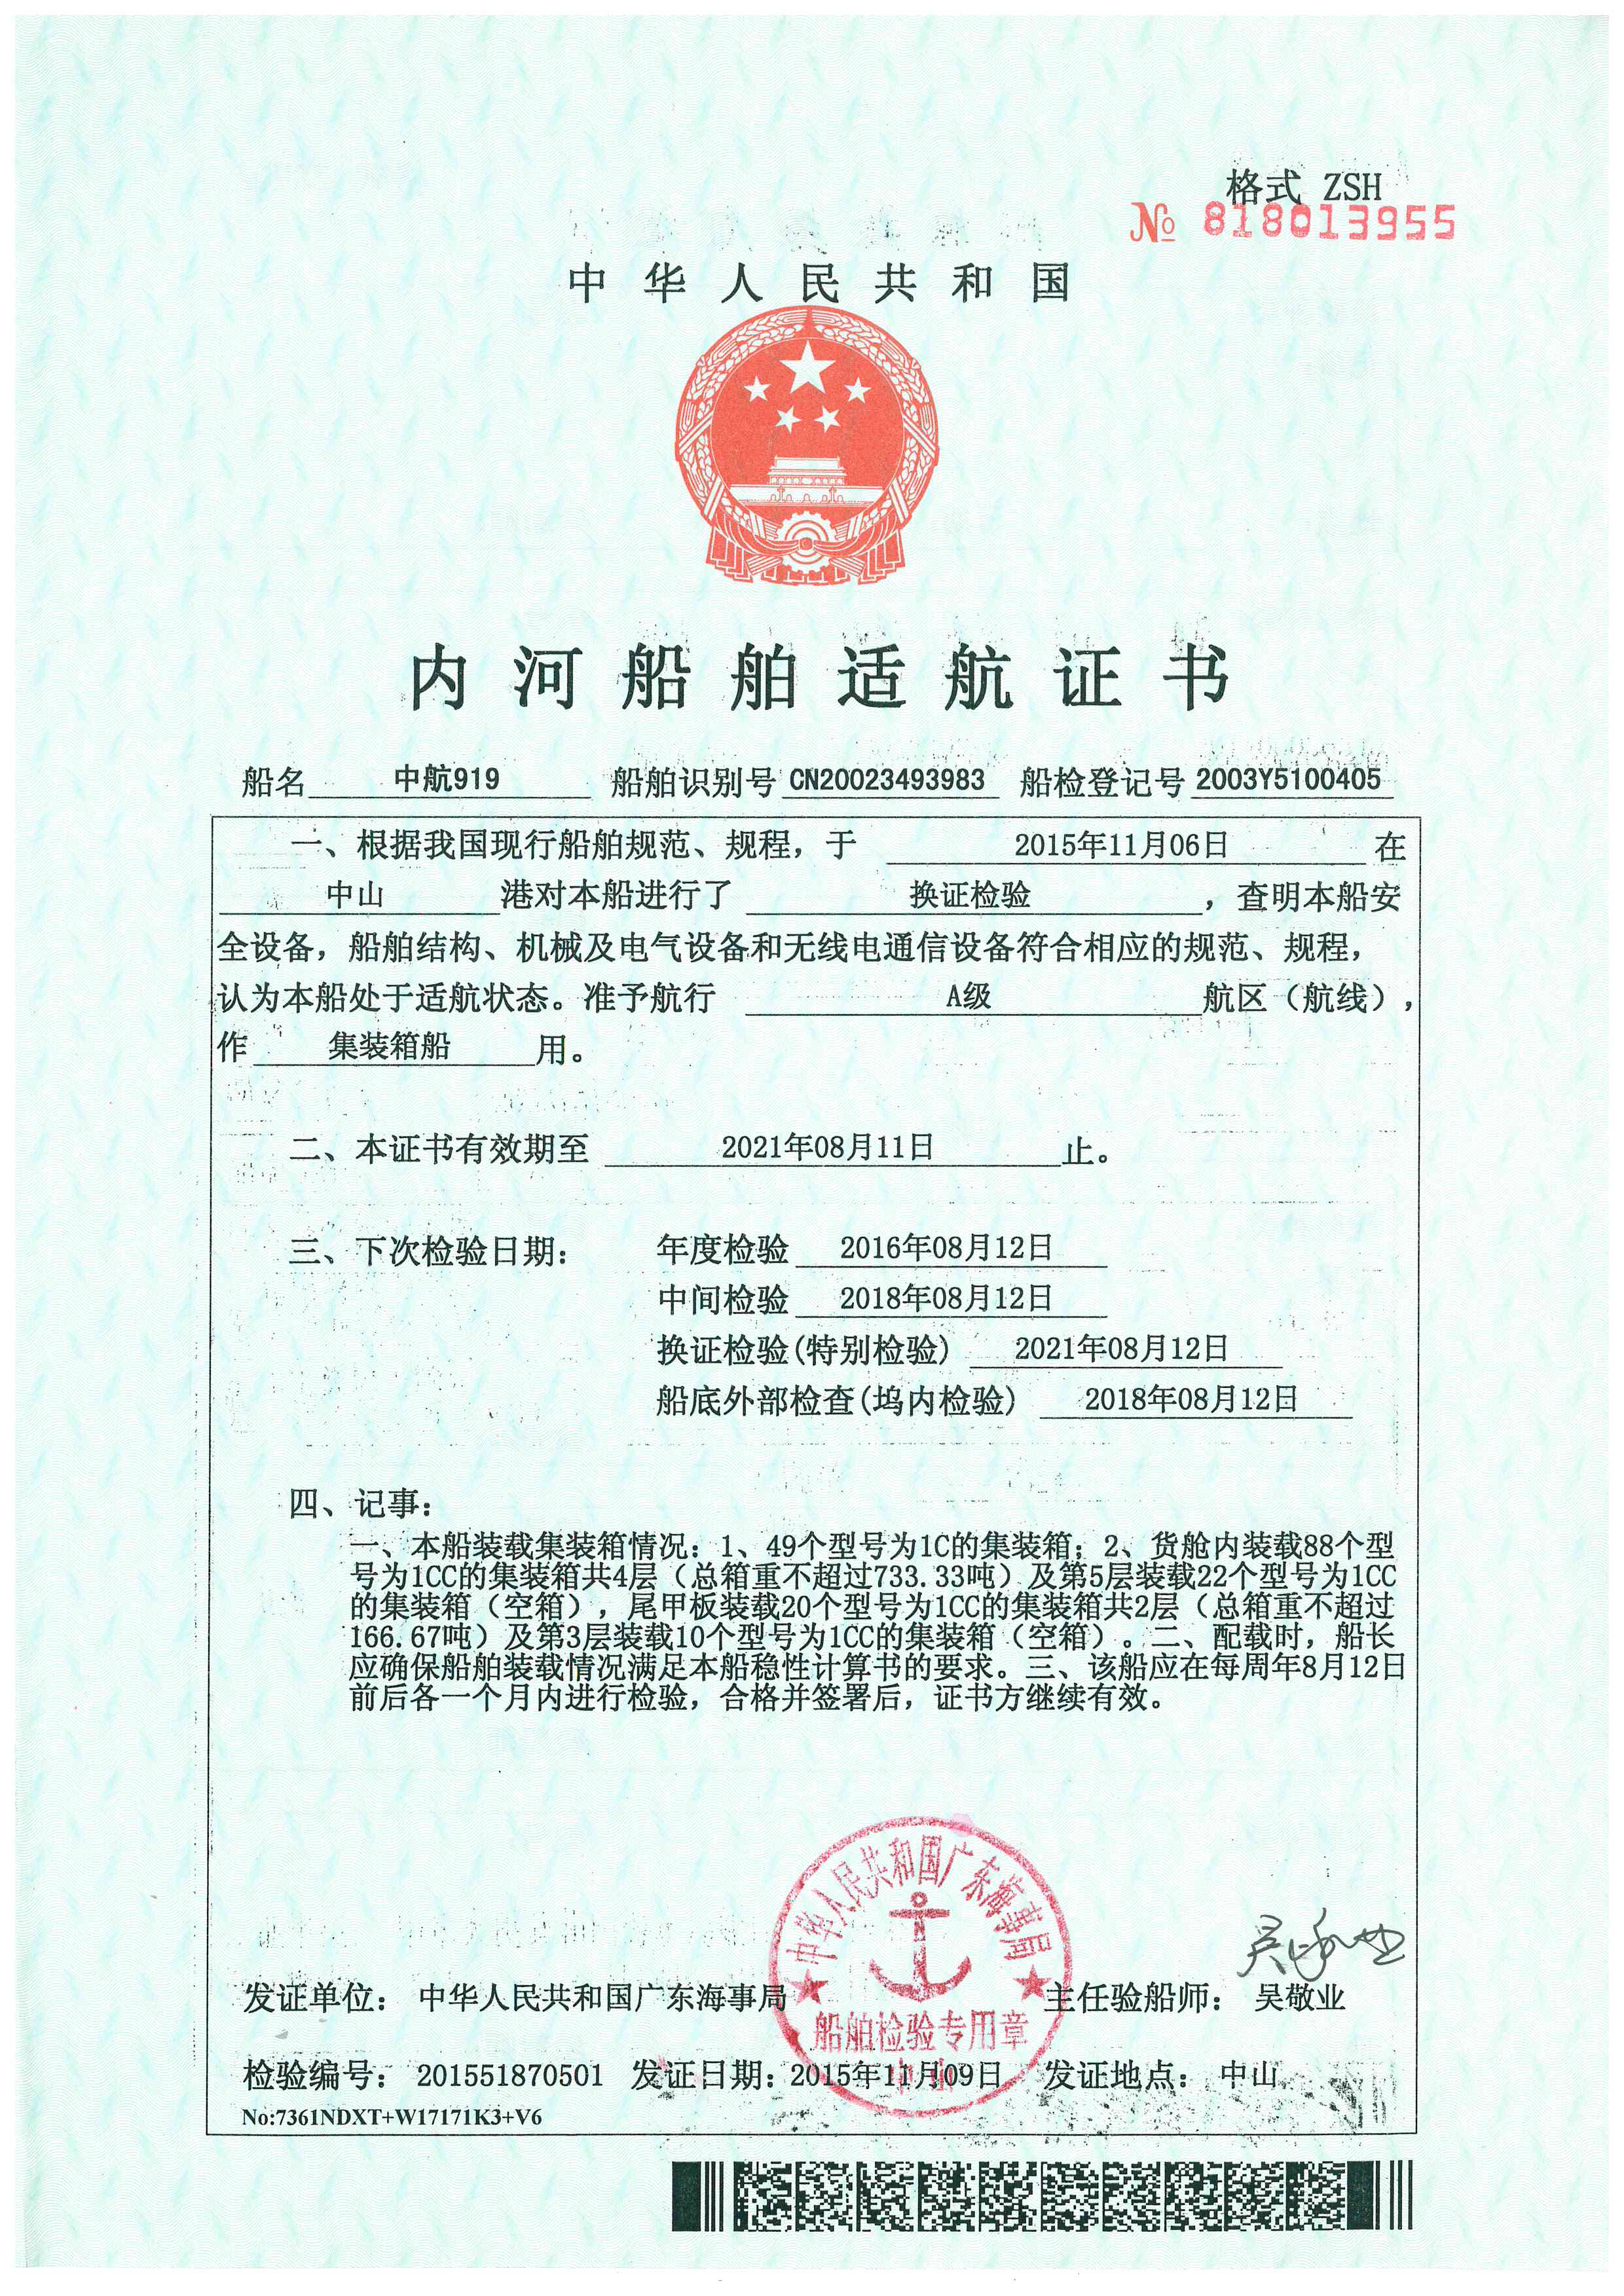 格式 ZSH
№ 818013955
中华人民共和国
内河船舶适航证书
船名 中航919 船舶识别号 CN20023493983 船检登记号 2003Y5100405
一、根据我国现行船舶规范、规程，于 2015年11月06日 在
中山 港对本船进行了 换证检验 ，查明本船安
全设备，船舶结构、机械及电气设备和无线电通信设备符合相应的规范、规程，
认为本船处于适航状态。准予航行 A级 航区（航线），
作 集装箱船 用。
二、本证书有效期至 2021年08月11日 止。
三、下次检验日期： 年度检验 2016年08月12日
中间检验 2018年08月12日
换证检验(特别检验) 2021年08月12日
船底外部检查(坞内检验) 2018年08月12日
四、记事：
一、本船装载集装箱情况：1、49个型号为1C的集装箱；2、货舱内装载88个型
号为1CC的集装箱共4层（总箱重不超过733.33吨）及第5层装载22个型号为1CC
的集装箱（空箱），尾甲板装载20个型号为1CC的集装箱共2层（总箱重不超过
166.67吨）及第3层装载10个型号为1CC的集装箱（空箱）。二、配载时，船长
应确保船舶装载情况满足本船稳性计算书的要求。三、该船应在每周年8月12日
前后各一个月内进行检验，合格并签署后，证书方继续有效。
中华人民共和国广东海事局
船舶检验专用章
中山
吴敬业
发证单位： 中华人民共和国广东海事局 主任验船师： 吴敬业
检验编号： 201551870501 发证日期：2015年11月09日 发证地点： 中山
No:7361NDXT+W17171K3+V6